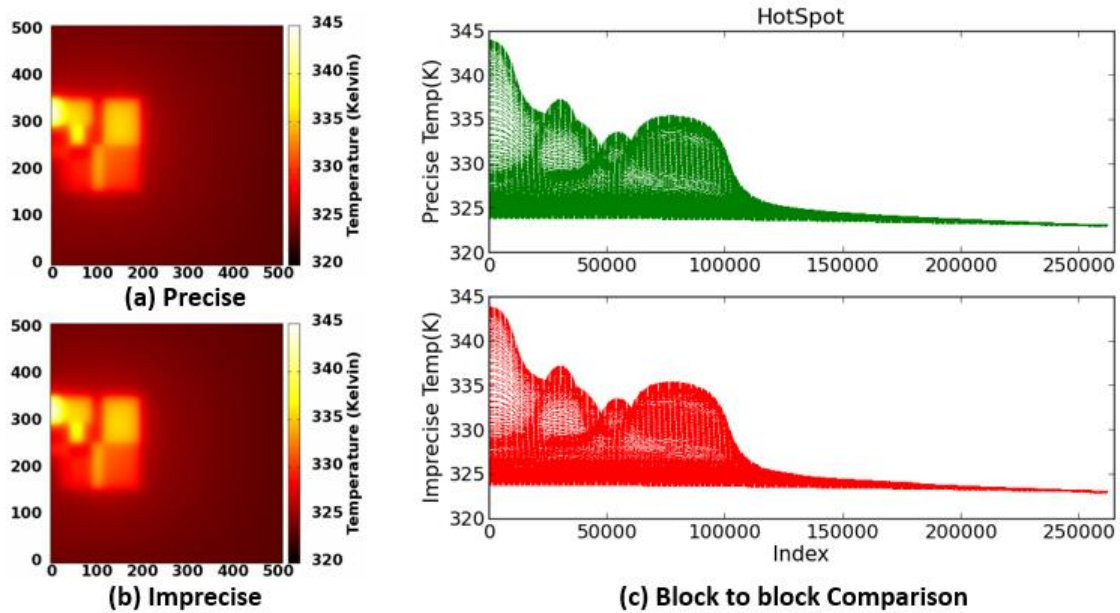 500
400
300
200
100
0
0 100 200 300 400 500
345
340
335
330
325
320
Temperature (Kelvin)
(a) Precise
500
400
300
200
100
0
0 100 200 300 400 500
345
340
335
330
325
320
Temperature (Kelvin)
(b) Imprecise
HotSpot
345
340
335
330
325
320
Precise Temp(K)
0 50000 100000 150000 200000 250000
345
340
335
330
325
320
Imprecise Temp(K)
0 50000 100000 150000 200000 250000
Index
(c) Block to block Comparison